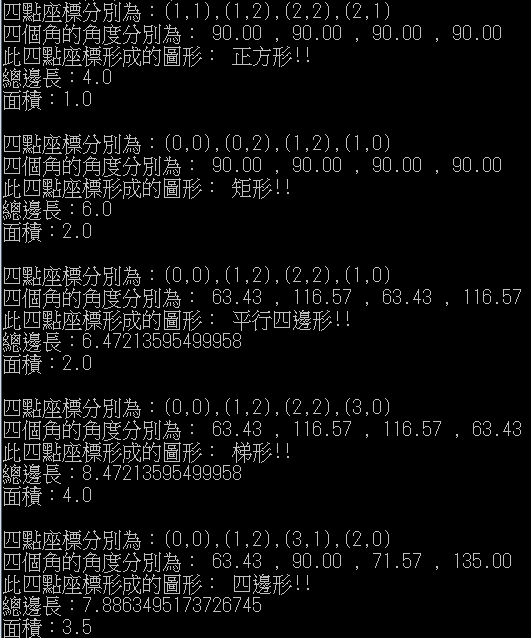 四點座標分別為：(1,1),(1,2),(2,2),(2,1)
四個角的角度分別為： 90.00 , 90.00 , 90.00 , 90.00
此四點座標形成的圖形： 正方形!!
總邊長：4.0
面積：1.0
四點座標分別為：(0,0),(0,2),(1,2),(1,0)
四個角的角度分別為： 90.00 , 90.00 , 90.00 , 90.00
此四點座標形成的圖形： 矩形!!
總邊長：6.0
面積：2.0
四點座標分別為：(0,0),(1,2),(2,2),(1,0)
四個角的角度分別為： 63.43 , 116.57 , 63.43 , 116.57
此四點座標形成的圖形： 平行四邊形!!
總邊長：6.47213595499958
面積：2.0
四點座標分別為：(0,0),(1,2),(2,2),(3,0)
四個角的角度分別為： 63.43 , 116.57 , 116.57 , 63.43
此四點座標形成的圖形： 梯形!!
總邊長：8.47213595499958
面積：4.0
四點座標分別為：(0,0),(1,2),(3,1),(2,0)
四個角的角度分別為： 63.43 , 90.00 , 71.57 , 135.00
此四點座標形成的圖形： 四邊形!!
總邊長：7.8863495173726745
面積：3.5